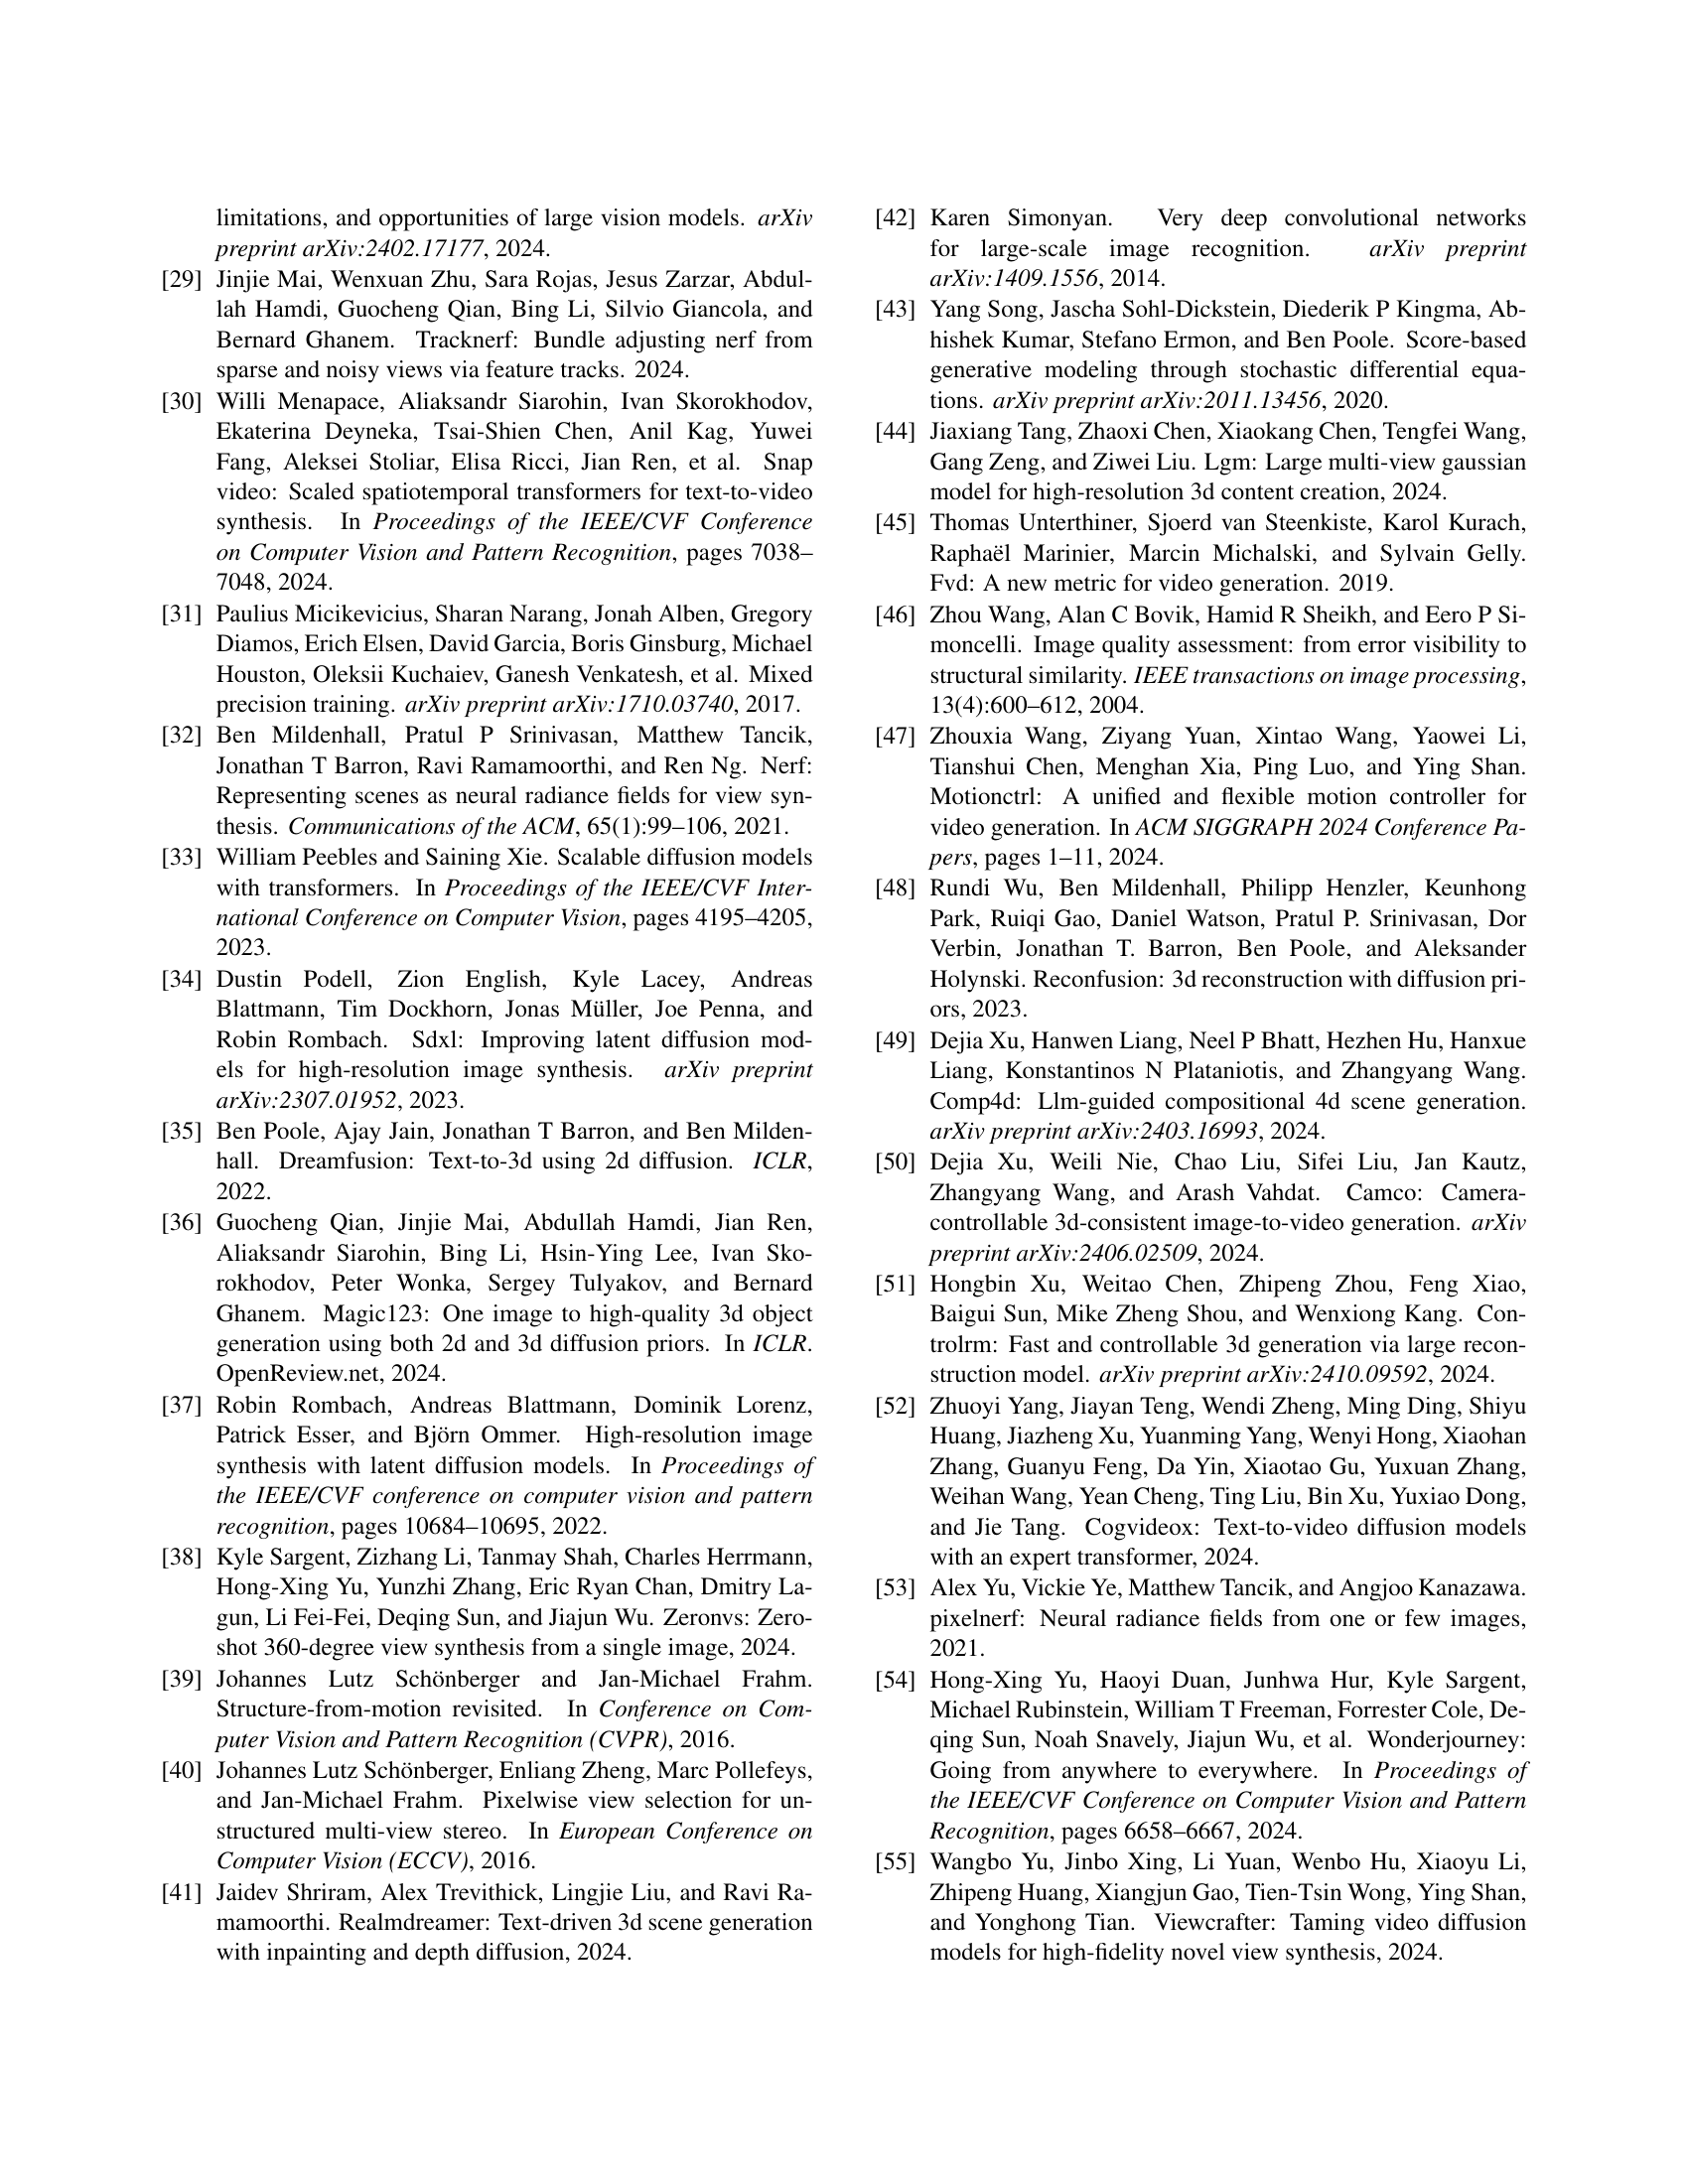 limitations, and opportunities of large vision models. arXiv
preprint arXiv:2402.17177, 2024.
[29] Jinjie Mai, Wenxuan Zhu, Sara Rojas, Jesus Zarzar, Abdul-
lah Hamdi, Guocheng Qian, Bing Li, Silvio Giancola, and
Bernard Ghanem. Tracknerf: Bundle adjusting nerf from
sparse and noisy views via feature tracks. 2024.
[30] Willi Menapace, Aliaksandr Siarohin, Ivan Skorokhodov,
Ekaterina Deyneka, Tsai-Shien Chen, Anil Kag, Yuwei
Fang, Aleksei Stoliar, Elisa Ricci, Jian Ren, et al. Snap
video: Scaled spatiotemporal transformers for text-to-video
synthesis. In Proceedings of the IEEE/CVF Conference
on Computer Vision and Pattern Recognition, pages 7038–
7048, 2024.
[31] Paulius Micikevicius, Sharan Narang, Jonah Alben, Gregory
Diamos, Erich Elsen, David Garcia, Boris Ginsburg, Michael
Houston, Oleksii Kuchaiev, Ganesh Venkatesh, et al. Mixed
precision training. arXiv preprint arXiv:1710.03740, 2017.
[32] Ben Mildenhall, Pratul P Srinivasan, Matthew Tancik,
Jonathan T Barron, Ravi Ramamoorthi, and Ren Ng. Nerf:
Representing scenes as neural radiance fields for view syn-
thesis. Communications of the ACM, 65(1):99–106, 2021.
[33] William Peebles and Saining Xie. Scalable diffusion models
with transformers. In Proceedings of the IEEE/CVF Inter-
national Conference on Computer Vision, pages 4195–4205,
2023.
[34] Dustin Podell, Zion English, Kyle Lacey, Andreas
Blattmann, Tim Dockhorn, Jonas Müller, Joe Penna, and
Robin Rombach. Sdxl: Improving latent diffusion mod-
els for high-resolution image synthesis. arXiv preprint
arXiv:2307.01952, 2023.
[35] Ben Poole, Ajay Jain, Jonathan T Barron, and Ben Milden-
hall. Dreamfusion: Text-to-3d using 2d diffusion. ICLR,
2022.
[36] Guocheng Qian, Jinjie Mai, Abdullah Hamdi, Jian Ren,
Aliaksandr Siarohin, Bing Li, Hsin-Ying Lee, Ivan Sko-
rokhodov, Peter Wonka, Sergey Tulyakov, and Bernard
Ghanem. Magic123: One image to high-quality 3d object
generation using both 2d and 3d diffusion priors. In ICLR.
OpenReview.net, 2024.
[37] Robin Rombach, Andreas Blattmann, Dominik Lorenz,
Patrick Esser, and Björn Ommer. High-resolution image
synthesis with latent diffusion models. In Proceedings of
the IEEE/CVF conference on computer vision and pattern
recognition, pages 10684–10695, 2022.
[38] Kyle Sargent, Zizhang Li, Tanmay Shah, Charles Herrmann,
Hong-Xing Yu, Yunzhi Zhang, Eric Ryan Chan, Dmitry La-
gun, Li Fei-Fei, Deqing Sun, and Jiajun Wu. Zeronvs: Zero-
shot 360-degree view synthesis from a single image, 2024.
[39] Johannes Lutz Schönberger and Jan-Michael Frahm.
Structure-from-motion revisited. In Conference on Com-
puter Vision and Pattern Recognition (CVPR), 2016.
[40] Johannes Lutz Schönberger, Enliang Zheng, Marc Pollefeys,
and Jan-Michael Frahm. Pixelwise view selection for un-
structured multi-view stereo. In European Conference on
Computer Vision (ECCV), 2016.
[41] Jaidev Shriram, Alex Trevithick, Lingjie Liu, and Ravi Ra-
mamoorthi. Realmdreamer: Text-driven 3d scene generation
with inpainting and depth diffusion, 2024.
[42] Karen Simonyan. Very deep convolutional networks
for large-scale image recognition. arXiv preprint
arXiv:1409.1556, 2014.
[43] Yang Song, Jascha Sohl-Dickstein, Diederik P Kingma, Ab-
hishek Kumar, Stefano Ermon, and Ben Poole. Score-based
generative modeling through stochastic differential equa-
tions. arXiv preprint arXiv:2011.13456, 2020.
[44] Jiaxiang Tang, Zhaoxi Chen, Xiaokang Chen, Tengfei Wang,
Gang Zeng, and Ziwei Liu. Lgm: Large multi-view gaussian
model for high-resolution 3d content creation, 2024.
[45] Thomas Unterthiner, Sjoerd van Steenkiste, Karol Kurach,
Raphaël Marinier, Marcin Michalski, and Sylvain Gelly.
Fvd: A new metric for video generation. 2019.
[46] Zhou Wang, Alan C Bovik, Hamid R Sheikh, and Eero P Si-
moncelli. Image quality assessment: from error visibility to
structural similarity. IEEE transactions on image processing,
13(4):600–612, 2004.
[47] Zhouxia Wang, Ziyang Yuan, Xintao Wang, Yaowei Li,
Tianshui Chen, Menghan Xia, Ping Luo, and Ying Shan.
Motionctrl: A unified and flexible motion controller for
video generation. In ACM SIGGRAPH 2024 Conference Pa-
pers, pages 1–11, 2024.
[48] Rundi Wu, Ben Mildenhall, Philipp Henzler, Keunhong
Park, Ruiqi Gao, Daniel Watson, Pratul P. Srinivasan, Dor
Verbin, Jonathan T. Barron, Ben Poole, and Aleksander
Holynski. Reconfusion: 3d reconstruction with diffusion pri-
ors, 2023.
[49] Dejia Xu, Hanwen Liang, Neel P Bhatt, Hezhen Hu, Hanxue
Liang, Konstantinos N Plataniotis, and Zhangyang Wang.
Comp4d: Llm-guided compositional 4d scene generation.
arXiv preprint arXiv:2403.16993, 2024.
[50] Dejia Xu, Weili Nie, Chao Liu, Sifei Liu, Jan Kautz,
Zhangyang Wang, and Arash Vahdat. Camco: Camera-
controllable 3d-consistent image-to-video generation. arXiv
preprint arXiv:2406.02509, 2024.
[51] Hongbin Xu, Weitao Chen, Zhipeng Zhou, Feng Xiao,
Baigui Sun, Mike Zheng Shou, and Wenxiong Kang. Con-
trolrm: Fast and controllable 3d generation via large recon-
struction model. arXiv preprint arXiv:2410.09592, 2024.
[52] Zhuoyi Yang, Jiayan Teng, Wendi Zheng, Ming Ding, Shiyu
Huang, Jiazheng Xu, Yuanming Yang, Wenyi Hong, Xiaohan
Zhang, Guanyu Feng, Da Yin, Xiaotao Gu, Yuxuan Zhang,
Weihan Wang, Yean Cheng, Ting Liu, Bin Xu, Yuxiao Dong,
and Jie Tang. Cogvideox: Text-to-video diffusion models
with an expert transformer, 2024.
[53] Alex Yu, Vickie Ye, Matthew Tancik, and Angjoo Kanazawa.
pixelnerf: Neural radiance fields from one or few images,
2021.
[54] Hong-Xing Yu, Haoyi Duan, Junhwa Hur, Kyle Sargent,
Michael Rubinstein, William T Freeman, Forrester Cole, De-
qing Sun, Noah Snavely, Jiajun Wu, et al. Wonderjourney:
Going from anywhere to everywhere. In Proceedings of
the IEEE/CVF Conference on Computer Vision and Pattern
Recognition, pages 6658–6667, 2024.
[55] Wangbo Yu, Jinbo Xing, Li Yuan, Wenbo Hu, Xiaoyu Li,
Zhipeng Huang, Xiangjun Gao, Tien-Tsin Wong, Ying Shan,
and Yonghong Tian. Viewcrafter: Taming video diffusion
models for high-fidelity novel view synthesis, 2024.